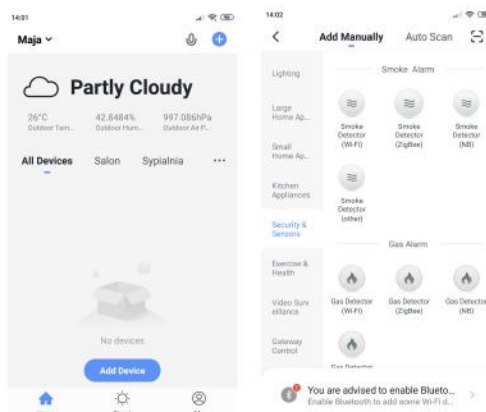 14:01
Maja
Partly Cloudy
26°C 42.8484% 997.086hPa
Outdoor Tem... Outdoor Hum... Outdoor Air P...
All Devices Salon Sypialnia ...
No devices
Add Device
14:02
Add Manually Auto Scan
Lighting
Large
Home Ap...
Small
Home Ap...
Kitchen
Appliances
Security &
Sensors
Exercise &
Health
Video Surv
eillance
Gateway
Control
Smoke Alarm
Smoke
Detector
(Wi-Fi)
Smoke
Detector
(ZigBee)
Smoke
Detector
(NB)
Smoke
Detector
(other)
Gas Alarm
Gas Detector
(Wi-Fi)
Gas Detector
(ZigBee)
Gas Detector
(NB)
Gas Detector
You are advised to enable Blueto...
Enable Bluetooth to add some Wi-Fi d...